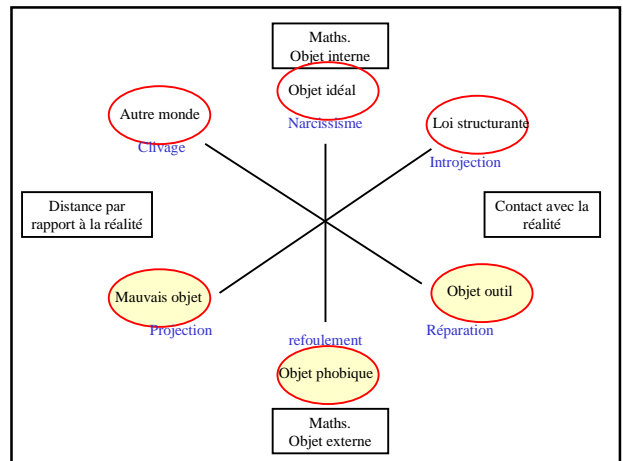 Maths.
Objet interne
Objet idéal
Narcissisme
Autre monde
Clivage
Loi structurante
Introjection
Distance par
rapport à la réalité
Contact avec la
réalité
Mauvais objet
Projection
Objet outil
Réparation
refoulement
Objet phobique
Maths.
Objet externe